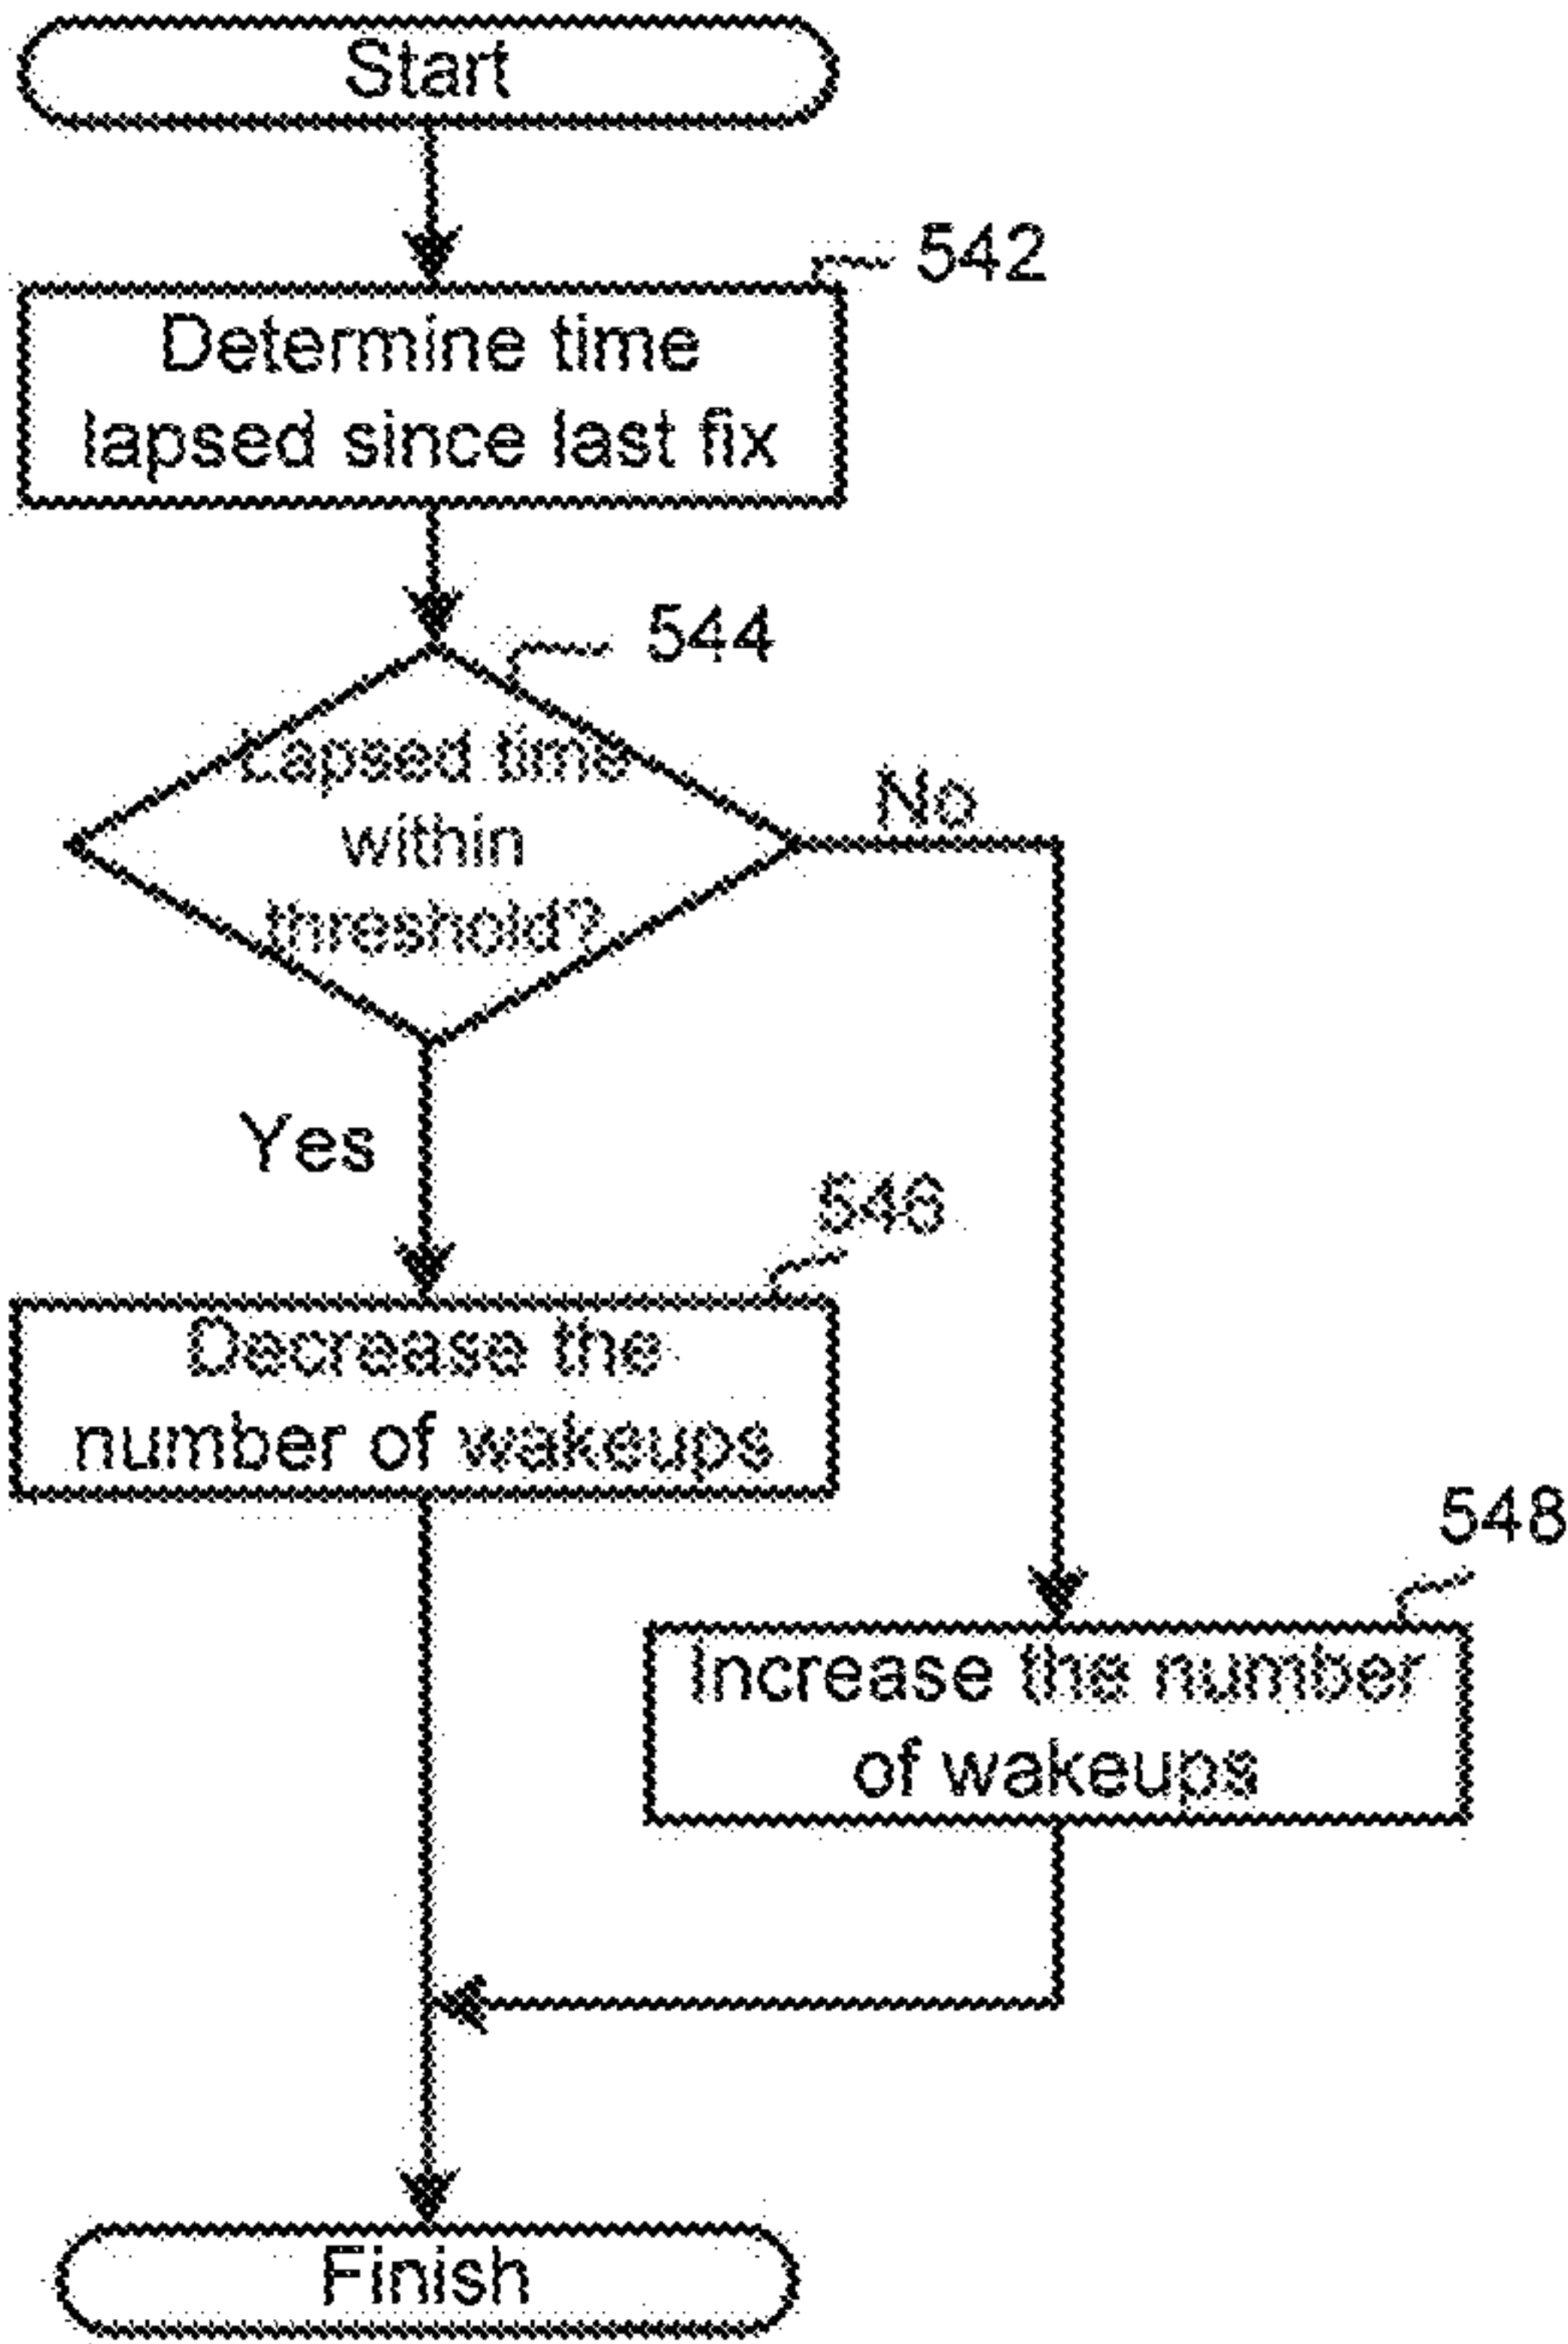 Start
542
Determine time
lapsed since last fix
544
Lapsed time
within
threshold?
No
Yes
546
Decrease the
number of wakeups
548
Increase the number
of wakeups
Finish